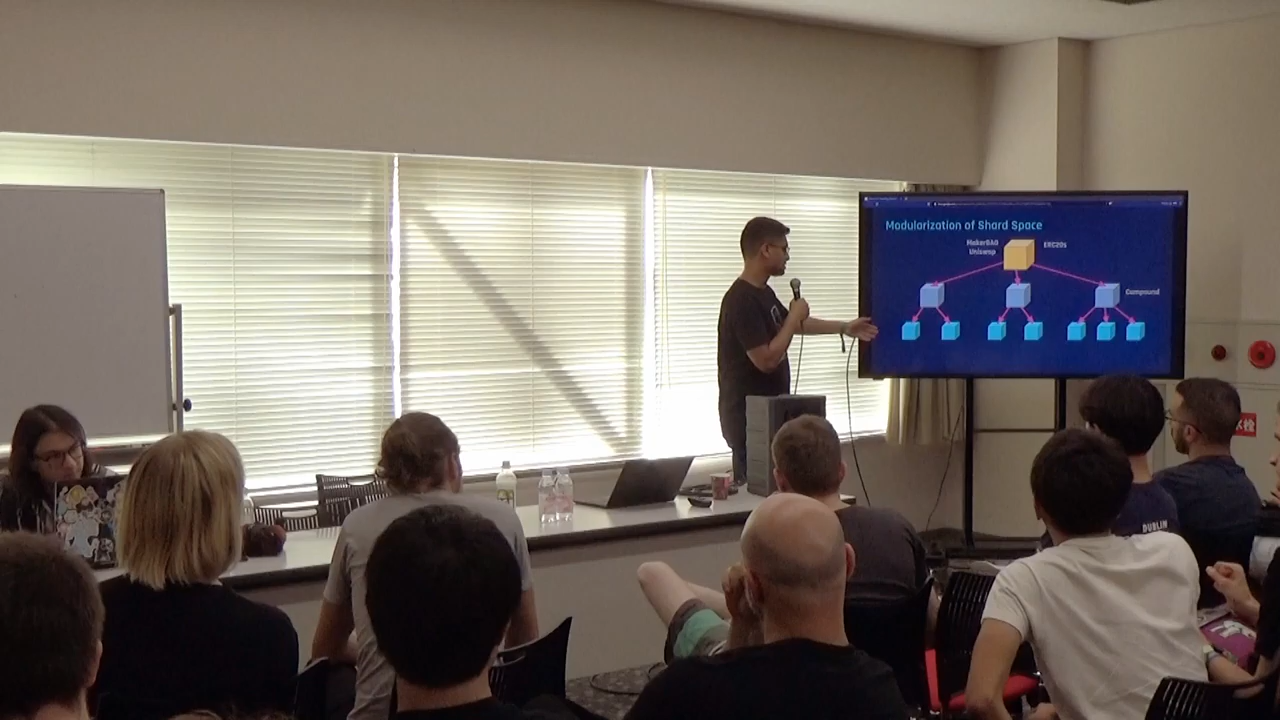 Modularization of Shard Space
MakerDAO
Uniswap
ERC20s
Compound
DUBLIN